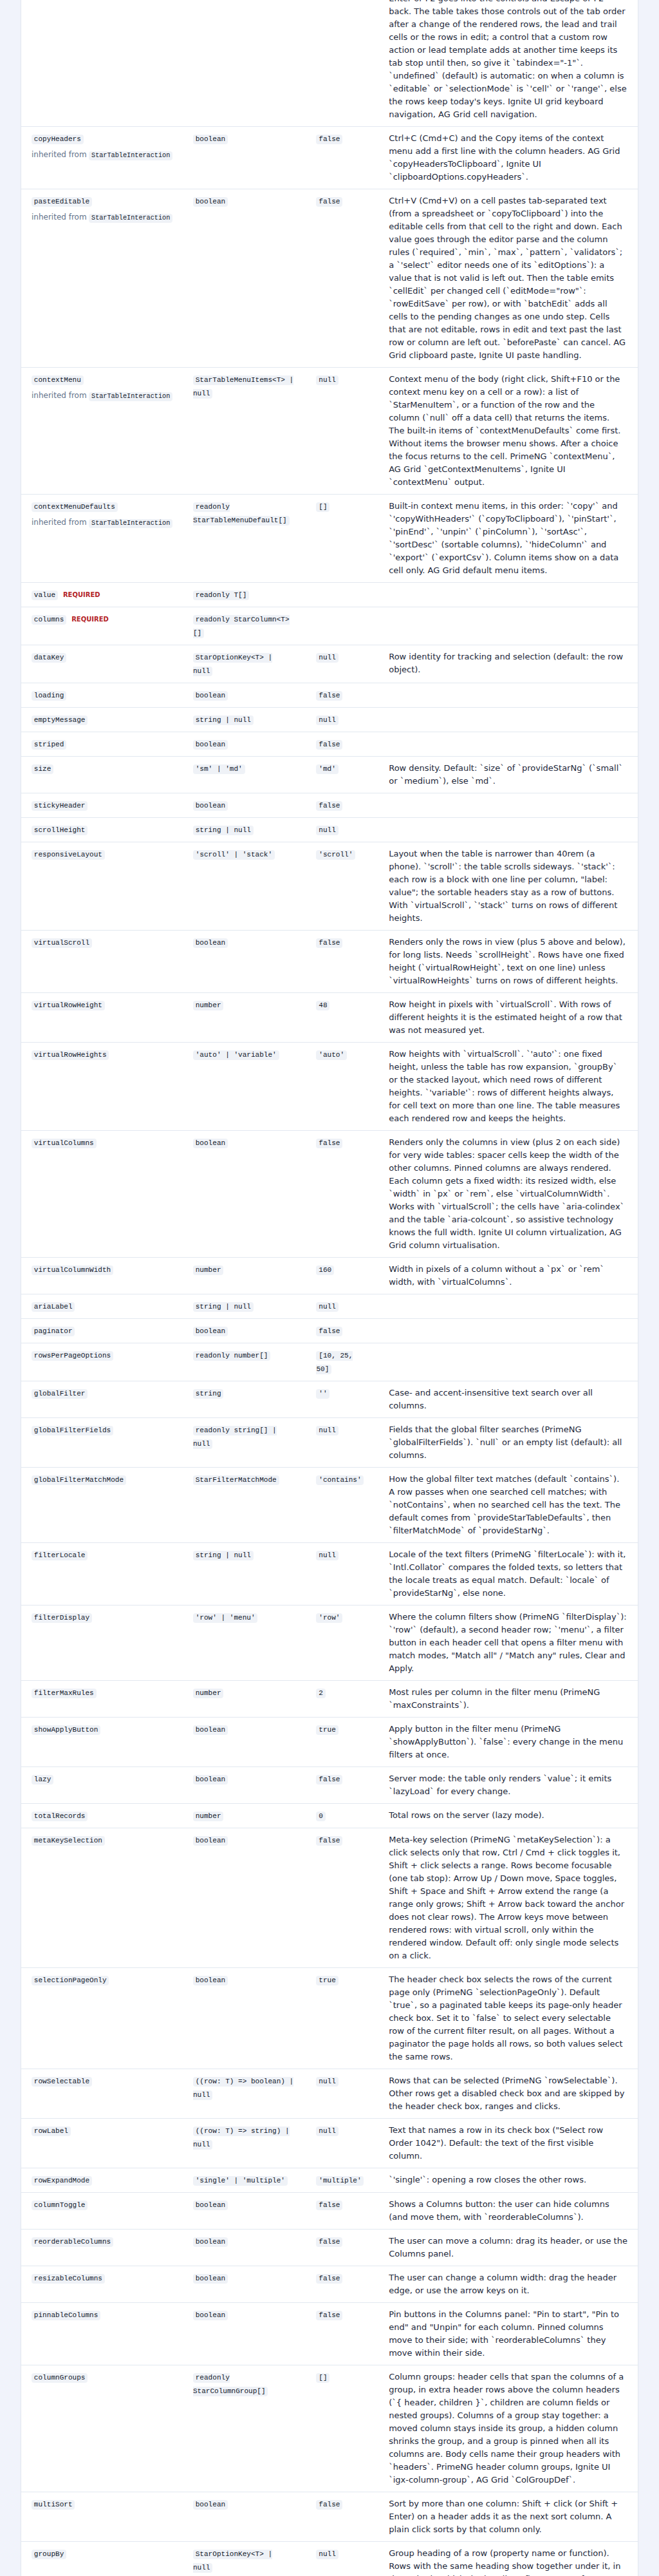 back. The table takes those controls out of the tab order
after a change of the rendered rows, the lead and trail
cells or the rows in edit; a control that a custom row
action or lead template adds at another time keeps its
tab stop until then, so give it `tabindex="-1"`.
`undefined` (default) is automatic: on when a column is
`editable` or `selectionMode` is `'cell'` or `'range'`, else
the rows keep today's keys. Ignite UI grid keyboard
navigation, AG Grid cell navigation.
copyHeaders boolean false Ctrl+C (Cmd+C) and the Copy items of the context
inherited from StarTableInteraction menu add a first line with the column headers. AG Grid
`copyHeadersToClipboard`, Ignite UI
`clipboardOptions.copyHeaders`.
pasteEditable boolean false Ctrl+V (Cmd+V) on a cell pastes tab-separated text
inherited from StarTableInteraction (from a spreadsheet or `copyToClipboard`) into the
editable cells from that cell to the right and down. Each
value goes through the editor parse and the column
rules (`required`, `min`, `max`, `pattern`, `validators`;
a `'select'` editor needs one of its `editOptions`): a
value that is not valid is left out. Then the table emits
`cellEdit` per changed cell (`editMode="row"`:
`rowEditSave` per row), or with `batchEdit` adds all
cells to the pending changes as one undo step. Cells
that are not editable, rows in edit and text past the last
row or column are left out. `beforePaste` can cancel. AG
Grid clipboard paste, Ignite UI paste handling.
contextMenu StarTableMenuItems<T> | null Context menu of the body (right click, Shift+F10 or the
null context menu key on a cell or a row): a list of
inherited from StarTableInteraction `StarMenuItem`, or a function of the row and the
column (`null` off a data cell) that returns the items.
The built-in items of `contextMenuDefaults` come first.
Without items the browser menu shows. After a choice
the focus returns to the cell. PrimeNG `contextMenu`,
AG Grid `getContextMenuItems`, Ignite UI
`contextMenu` output.
contextMenuDefaults readonly [] Built-in context menu items, in this order: `'copy'` and
StarTableMenuDefault[] `'copyWithHeaders'` (`copyToClipboard`), `'pinStart'`,
inherited from StarTableInteraction `'pinEnd'`, `'unpin'` (`pinColumn`), `'sortAsc'`,
`'sortDesc'` (sortable columns), `'hideColumn'` and
`'export'` (`exportCsv`). Column items show on a data
cell only. AG Grid default menu items.
value REQUIRED readonly T[]
columns REQUIRED readonly StarColumn<T>
[]
dataKey StarOptionKey<T> | null Row identity for tracking and selection (default: the row
null object).
loading boolean false
emptyMessage string | null null
striped boolean false
size 'sm' | 'md' 'md' Row density. Default: `size` of `provideStarNg` (`small`
or `medium`), else `md`.
stickyHeader boolean false
scrollHeight string | null null
responsiveLayout 'scroll' | 'stack' 'scroll' Layout when the table is narrower than 40rem (a
phone). `'scroll'`: the table scrolls sideways. `'stack'`:
each row is a block with one line per column, "label:
value"; the sortable headers stay as a row of buttons.
With `virtualScroll`, `'stack'` turns on rows of different
heights.
virtualScroll boolean false Renders only the rows in view (plus 5 above and below),
for long lists. Needs `scrollHeight`. Rows have one fixed
height (`virtualRowHeight`, text on one line) unless
`virtualRowHeights` turns on rows of different heights.
virtualRowHeight number 48 Row height in pixels with `virtualScroll`. With rows of
different heights it is the estimated height of a row that
was not measured yet.
virtualRowHeights 'auto' | 'variable' 'auto' Row heights with `virtualScroll`. `'auto'`: one fixed
height, unless the table has row expansion, `groupBy`
or the stacked layout, which need rows of different
heights. `'variable'`: rows of different heights always,
for cell text on more than one line. The table measures
each rendered row and keeps the heights.
virtualColumns boolean false Renders only the columns in view (plus 2 on each side)
for very wide tables: spacer cells keep the width of the
other columns. Pinned columns are always rendered.
Each column gets a fixed width: its resized width, else
`width` in `px` or `rem`, else `virtualColumnWidth`.
Works with `virtualScroll`; the cells have `aria-colindex`
and the table `aria-colcount`, so assistive technology
knows the full width. Ignite UI column virtualization, AG
Grid column virtualisation.
virtualColumnWidth number 160 Width in pixels of a column without a `px` or `rem`
width, with `virtualColumns`.
ariaLabel string | null null
paginator boolean false
rowsPerPageOptions readonly number[] [10, 25,
50]
globalFilter string '' Case- and accent-insensitive text search over all
columns.
globalFilterFields readonly string[] | null Fields that the global filter searches (PrimeNG
null `globalFilterFields`). `null` or an empty list (default): all
columns.
globalFilterMatchMode StarFilterMatchMode 'contains' How the global filter text matches (default `contains`).
A row passes when one searched cell matches; with
`notContains`, when no searched cell has the text. The
default comes from `provideStarTableDefaults`, then
`filterMatchMode` of `provideStarNg`.
filterLocale string | null null Locale of the text filters (PrimeNG `filterLocale`): with it,
`Intl.Collator` compares the folded texts, so letters that
the locale treats as equal match. Default: `locale` of
`provideStarNg`, else none.
filterDisplay 'row' | 'menu' 'row' Where the column filters show (PrimeNG `filterDisplay`):
`'row'` (default), a second header row; `'menu'`, a filter
button in each header cell that opens a filter menu with
match modes, "Match all" / "Match any" rules, Clear and
Apply.
filterMaxRules number 2 Most rules per column in the filter menu (PrimeNG
`maxConstraints`).
showApplyButton boolean true Apply button in the filter menu (PrimeNG
`showApplyButton`). `false`: every change in the menu
filters at once.
lazy boolean false Server mode: the table only renders `value`; it emits
`lazyLoad` for every change.
totalRecords number 0 Total rows on the server (lazy mode).
metaKeySelection boolean false Meta-key selection (PrimeNG `metaKeySelection`): a
click selects only that row, Ctrl / Cmd + click toggles it,
Shift + click selects a range. Rows become focusable
(one tab stop): Arrow Up / Down move, Space toggles,
Shift + Space and Shift + Arrow extend the range (a
range only grows; Shift + Arrow back toward the anchor
does not clear rows). The Arrow keys move between
rendered rows: with virtual scroll, only within the
rendered window. Default off: only single mode selects
on a click.
selectionPageOnly boolean true The header check box selects the rows of the current
page only (PrimeNG `selectionPageOnly`). Default
`true`, so a paginated table keeps its page-only header
check box. Set it to `false` to select every selectable
row of the current filter result, on all pages. Without a
paginator the page holds all rows, so both values select
the same rows.
rowSelectable ((row: T) => boolean) | null Rows that can be selected (PrimeNG `rowSelectable`).
null Other rows get a disabled check box and are skipped by
the header check box, ranges and clicks.
rowLabel ((row: T) => string) | null Text that names a row in its check box ("Select row
null Order 1042"). Default: the text of the first visible
column.
rowExpandMode 'single' | 'multiple' 'multiple' `'single'`: opening a row closes the other rows.
columnToggle boolean false Shows a Columns button: the user can hide columns
(and move them, with `reorderableColumns`).
reorderableColumns boolean false The user can move a column: drag its header, or use the
Columns panel.
resizableColumns boolean false The user can change a column width: drag the header
edge, or use the arrow keys on it.
pinnableColumns boolean false Pin buttons in the Columns panel: "Pin to start", "Pin to
end" and "Unpin" for each column. Pinned columns
move to their side; with `reorderableColumns` they
move within their side.
columnGroups readonly [] Column groups: header cells that span the columns of a
StarColumnGroup[] group, in extra header rows above the column headers
(`{ header, children }`, children are column fields or
nested groups). Columns of a group stay together: a
moved column stays inside its group, a hidden column
shrinks the group, and a group is pinned when all its
columns are. Body cells name their group headers with
`headers`. PrimeNG header column groups, Ignite UI
`igx-column-group`, AG Grid `ColGroupDef`.
multiSort boolean false Sort by more than one column: Shift + click (or Shift +
Enter) on a header adds it as the next sort column. A
plain click sorts by that column only.
groupBy StarOptionKey<T> | null Group heading of a row (property name or function).
null Rows with the same heading show together under it, in